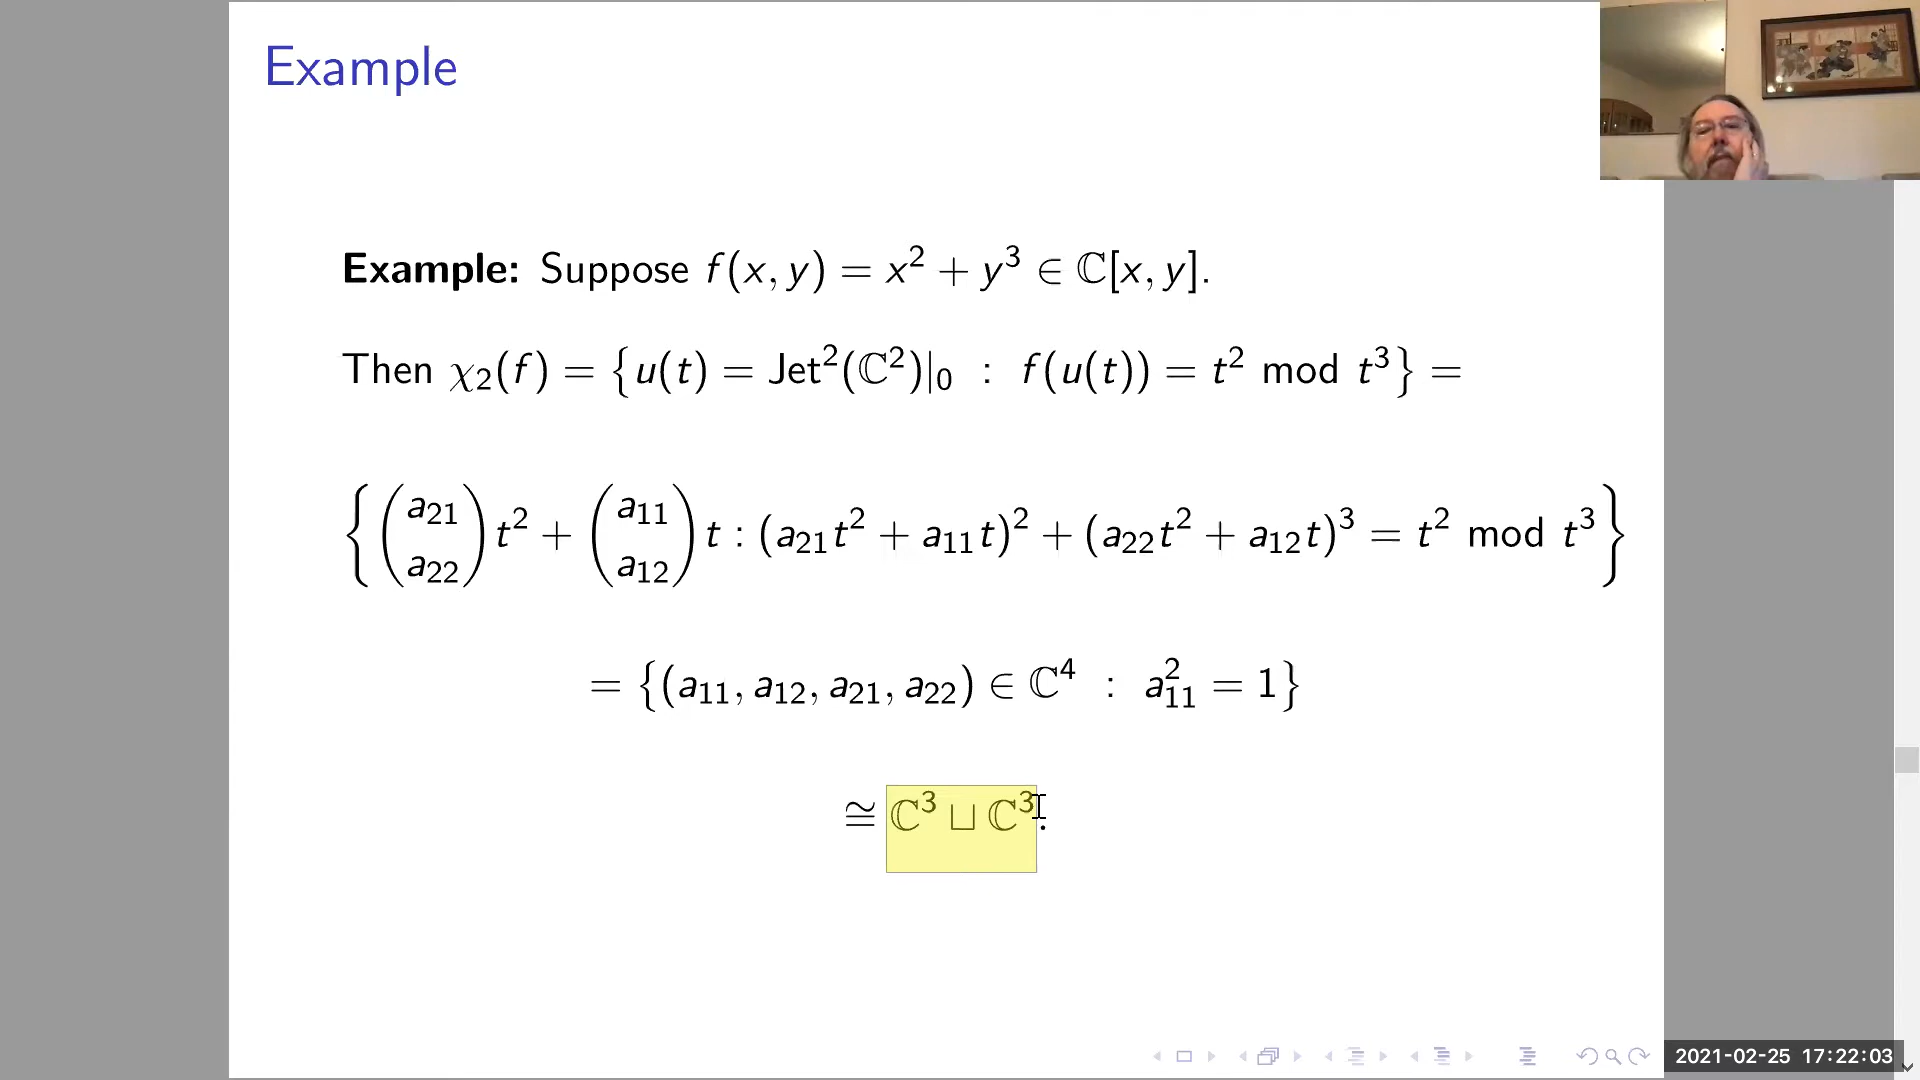 Example
Example: Suppose f(x, y) = x² + y³ ∈ ℂ[x, y].
Then χ₂(f) = {u(t) = Jet²(ℂ²)|₀ : f(u(t)) = t² mod t³} =
{(a₂₁ a₂₂) t² + (a₁₁ a₁₂) t : (a₂₁t² + a₁₁t)² + (a₂₂t² + a₁₂t)³ = t² mod t³}
= {(a₁₁, a₁₂, a₂₁, a₂₂) ∈ ℂ⁴ : a₁₁² = 1}
≅ ℂ³ ⊔ ℂ³.
2021-02-25 17:22:03